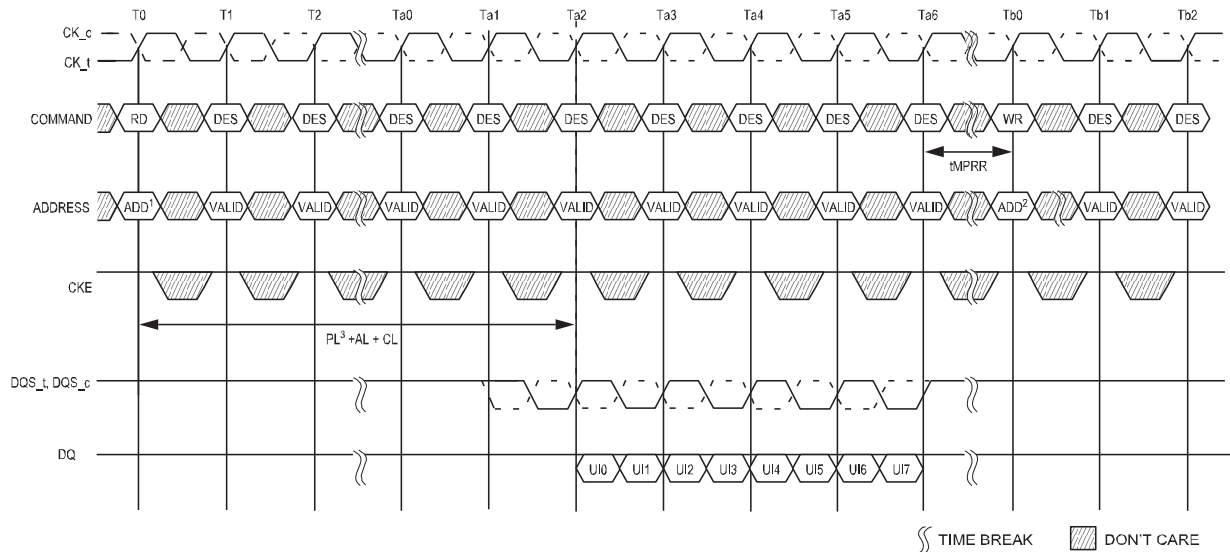 T0 T1 T2 Ta0 Ta1 Ta2 Ta3 Ta4 Ta5 Ta6 Tb0 Tb1 Tb2
CK_c
CK_t
COMMAND RD DES DES DES DES DES DES DES DES DES WR DES DES
tMPRR
ADDRESS ADD1 VALID VALID VALID VALID VALID VALID VALID VALID VALID ADD2 VALID VALID
CKE
PL3 +AL + CL
DQS_t, DQS_c
DQ UI0 UI1 UI2 UI3 UI4 UI5 UI6 UI7
TIME BREAK DON'T CARE